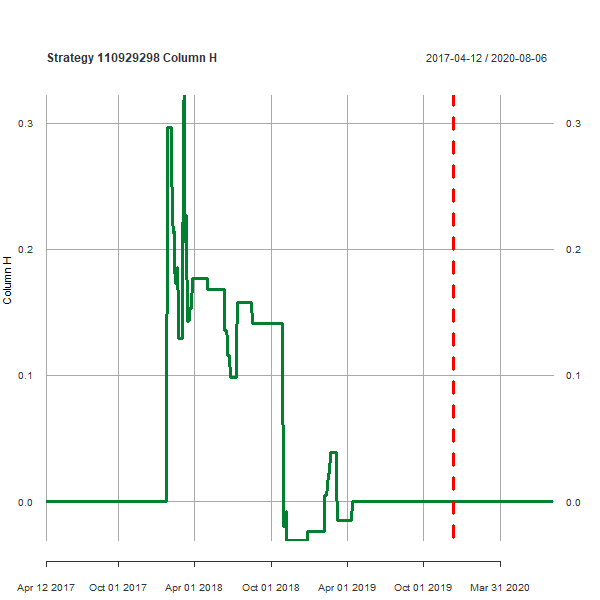 Strategy 110929298 Column H
2017-04-12 / 2020-08-06
0.3
0.3
0.2
0.2
Column H
0.1
0.1
0.0
0.0
Apr 12 2017
Oct 01 2017
Apr 01 2018
Oct 01 2018
Apr 01 2019
Oct 01 2019
Mar 31 2020